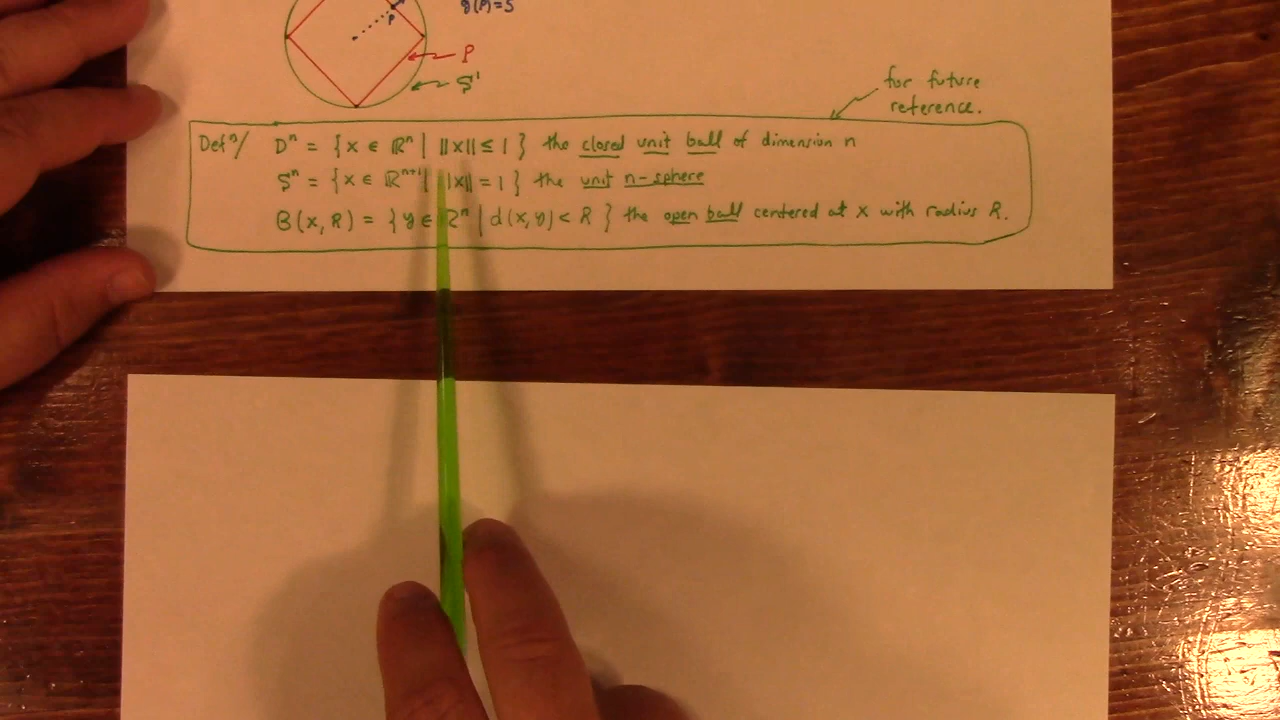 g(P)=S
P
P
S¹
for future
reference.
Defⁿ/ Dⁿ = { x ∈ ℝⁿ | ||x|| ≤ 1 } the closed unit ball of dimension n
Sⁿ = { x ∈ ℝⁿ⁺¹ | ||x|| = 1 } the unit n-sphere
B(x, R) = { y ∈ ℝⁿ | d(x, y) < R } the open ball centered at x with radius R.